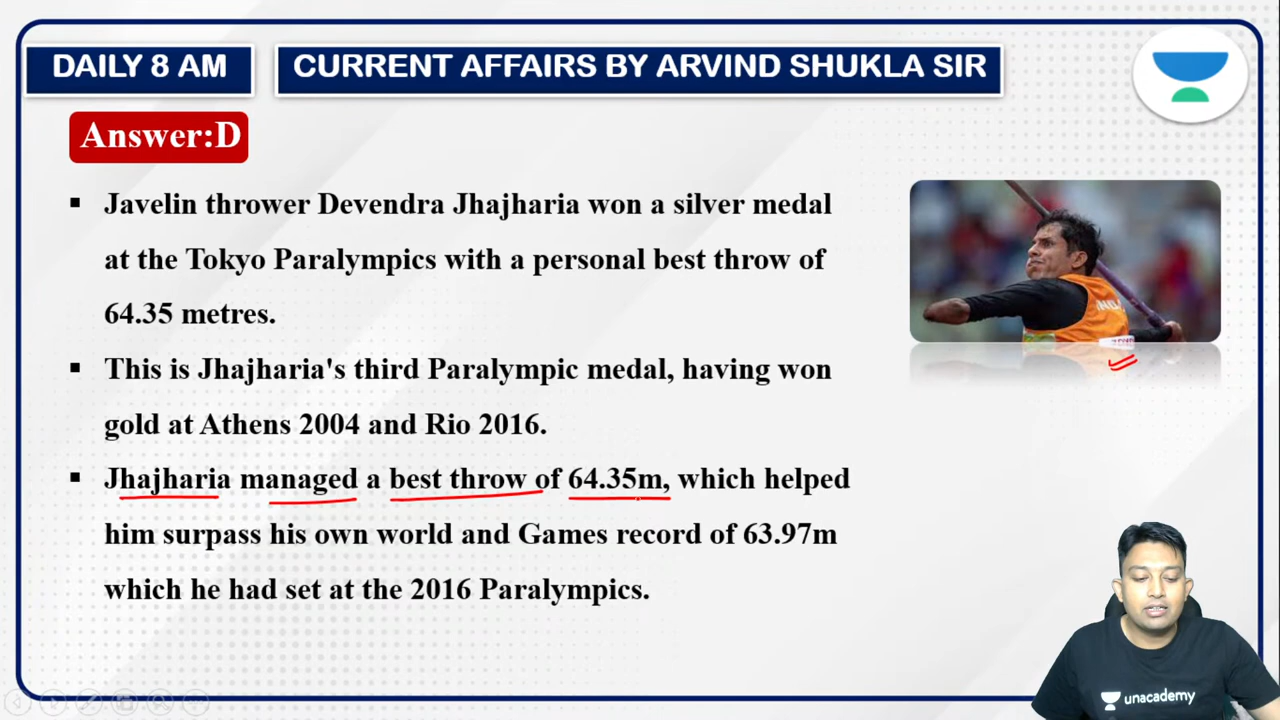 DAILY 8 AM
CURRENT AFFAIRS BY ARVIND SHUKLA SIR
Answer:D
Javelin thrower Devendra Jhajharia won a silver medal
at the Tokyo Paralympics with a personal best throw of
64.35 metres.
This is Jhajharia's third Paralympic medal, having won
gold at Athens 2004 and Rio 2016.
Jhajharia managed a best throw of 64.35m, which helped
him surpass his own world and Games record of 63.97m
which he had set at the 2016 Paralympics.
unacademy